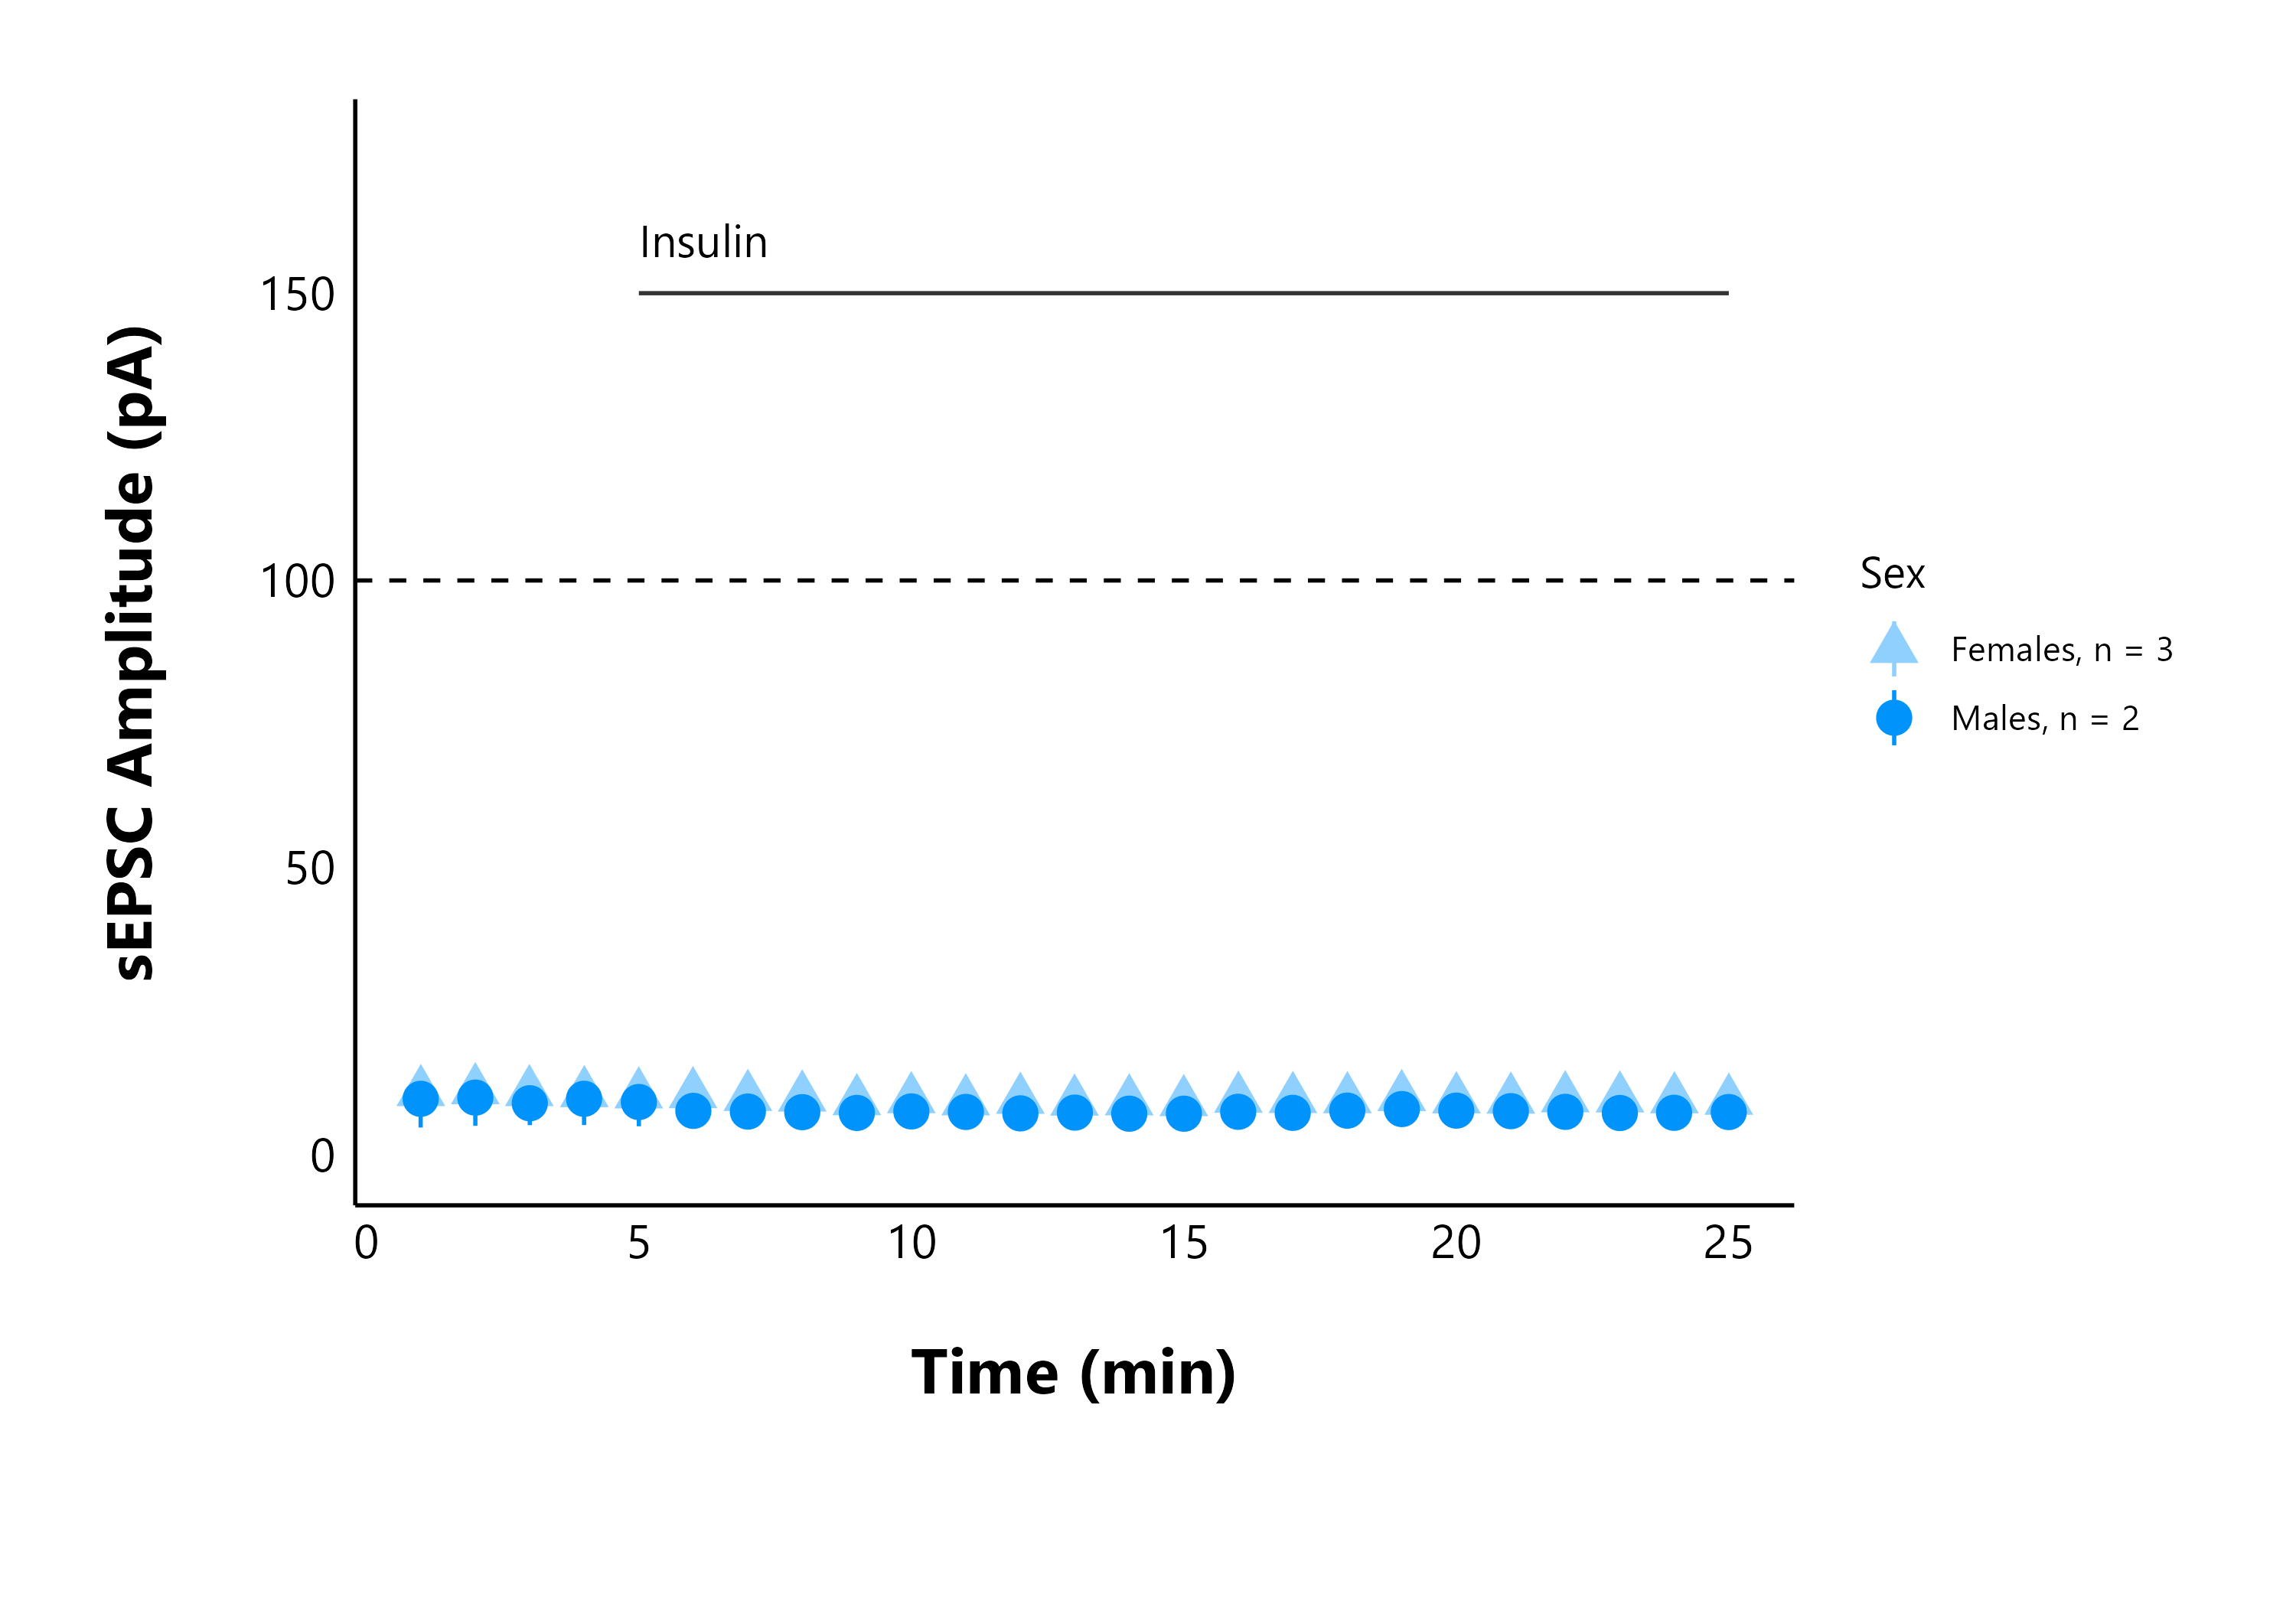 Insulin
150
100
50
0
sEPSC Amplitude (pA)
0 5 10 15 20 25
Time (min)
Sex
Females, n = 3
Males, n = 2